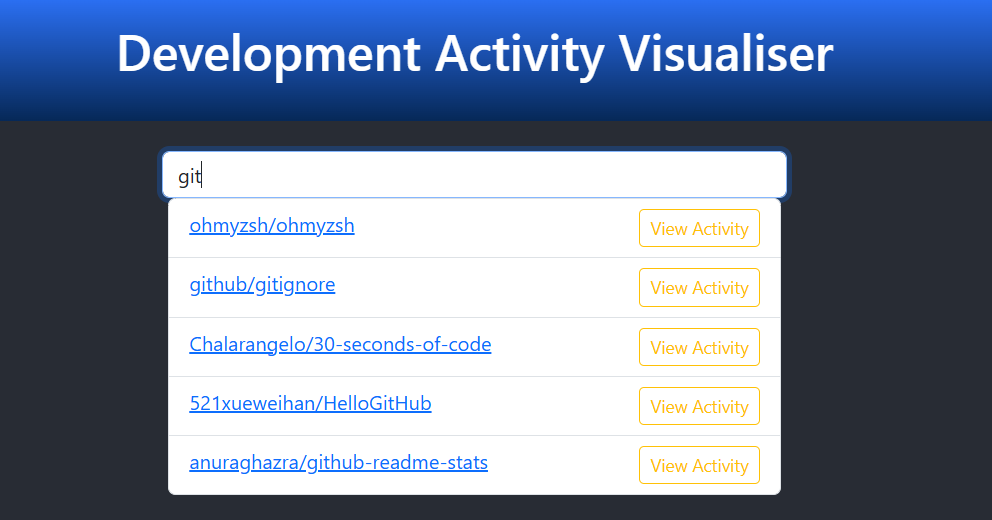 Development Activity Visualiser
git
ohmyzsh/ohmyzsh View Activity
github/gitignore View Activity
Chalarangelo/30-seconds-of-code View Activity
521xueweihan/HelloGitHub View Activity
anuraghazra/github-readme-stats View Activity